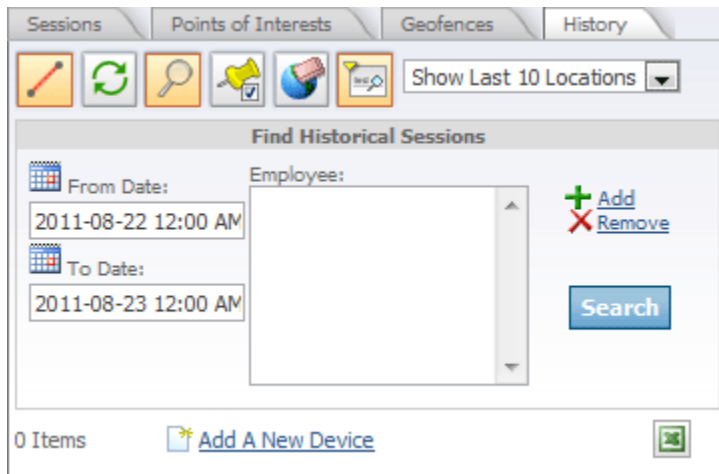 Sessions
Points of Interests
Geofences
History
Show Last 10 Locations
Find Historical Sessions
From Date:
2011-08-22 12:00 AM
To Date:
2011-08-23 12:00 AM
Employee:
Add
Remove
Search
0 Items
Add A New Device